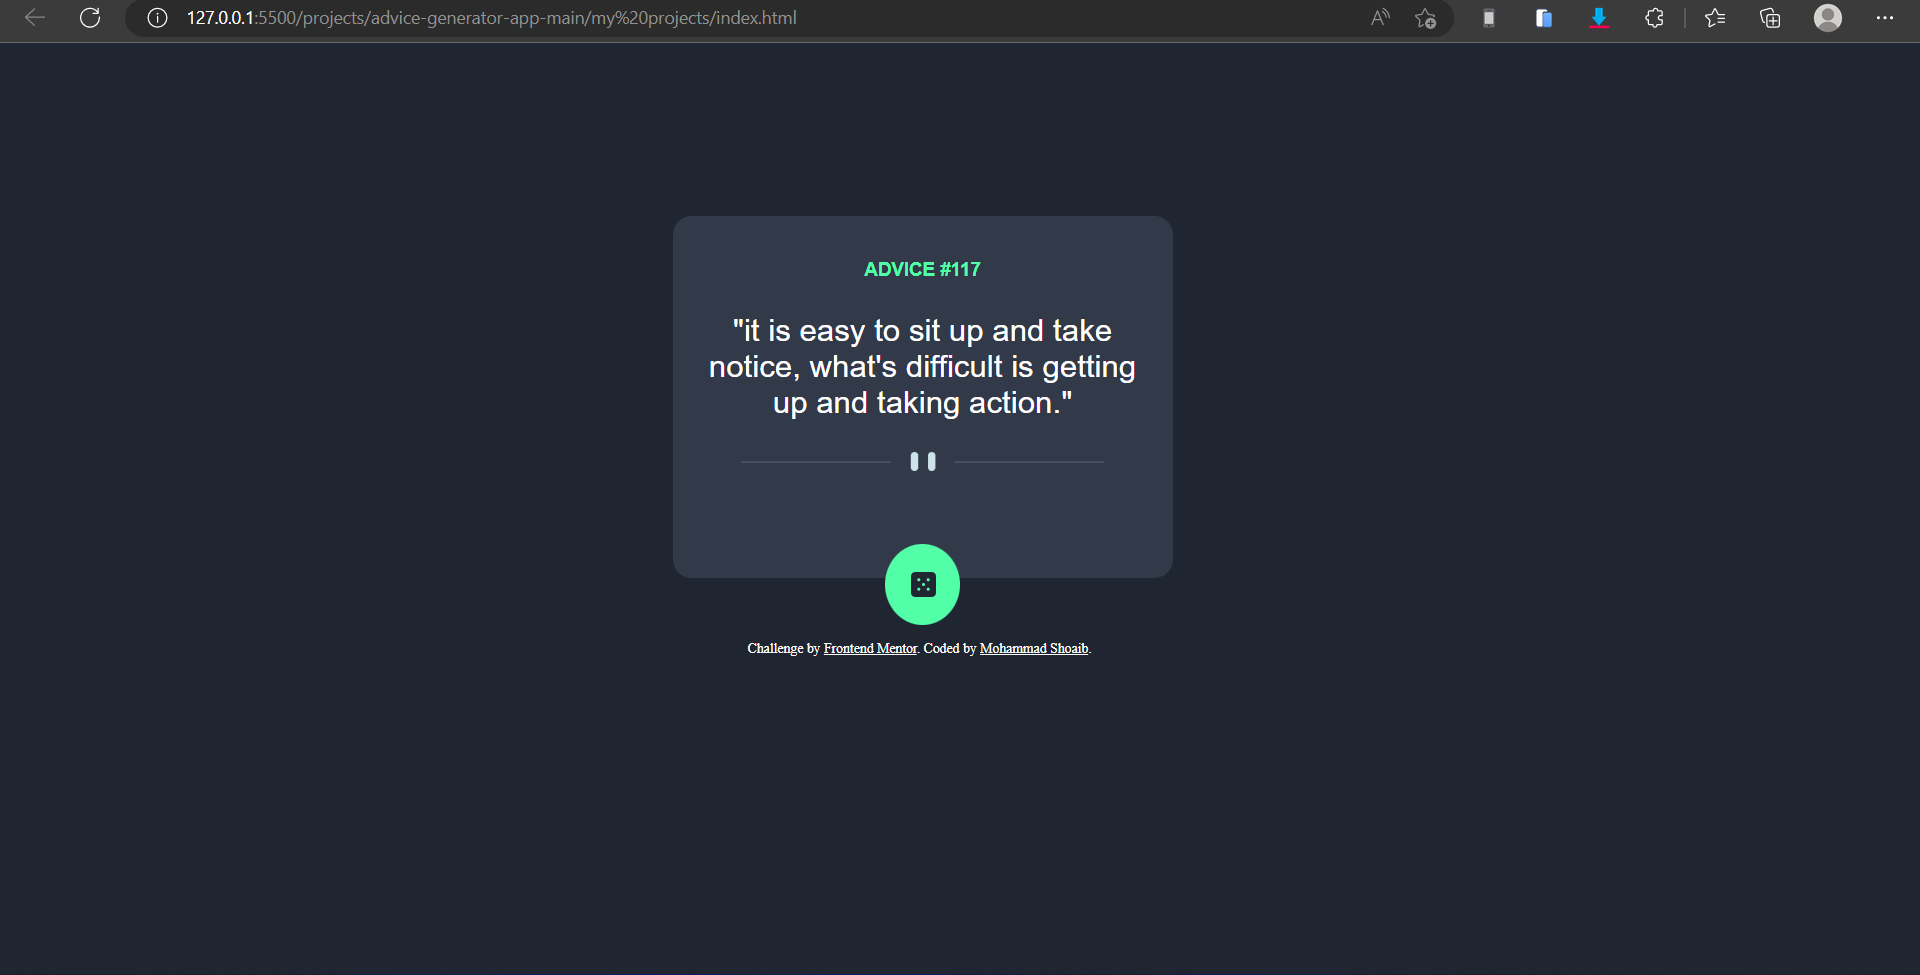 127.0.0.1:5500/projects/advice-generator-app-main/my%20projects/index.html
ADVICE #117
"it is easy to sit up and take
notice, what's difficult is getting
up and taking action."
Challenge by Frontend Mentor. Coded by Mohammad Shoaib.